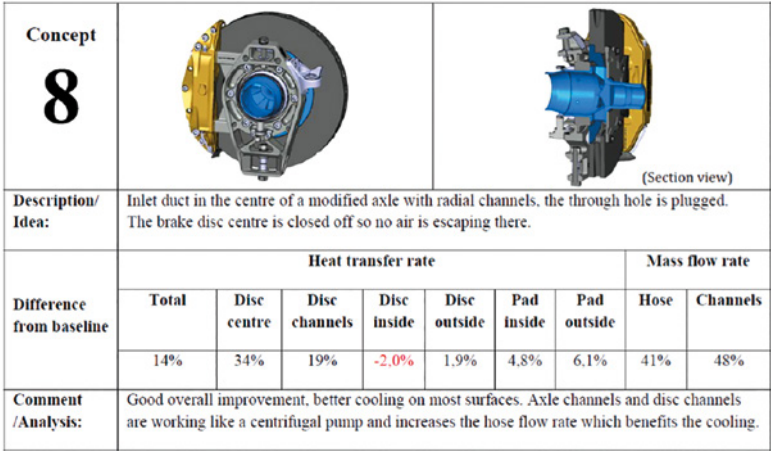 Concept
8
(Section view)
Description/
Idea:
Inlet duct in the centre of a modified axle with radial channels, the through hole is plugged.
The brake disc centre is closed off so no air is escaping there.
Difference
from baseline
Heat transfer rate
Mass flow rate
Total
Disc
centre
Disc
channels
Disc
inside
Disc
outside
Pad
inside
Pad
outside
Hose
Channels
14%
34%
19%
-2,0%
1,9%
4,8%
6,1%
41%
48%
Comment
/Analysis:
Good overall improvement, better cooling on most surfaces. Axle channels and disc channels
are working like a centrifugal pump and increases the hose flow rate which benefits the cooling.